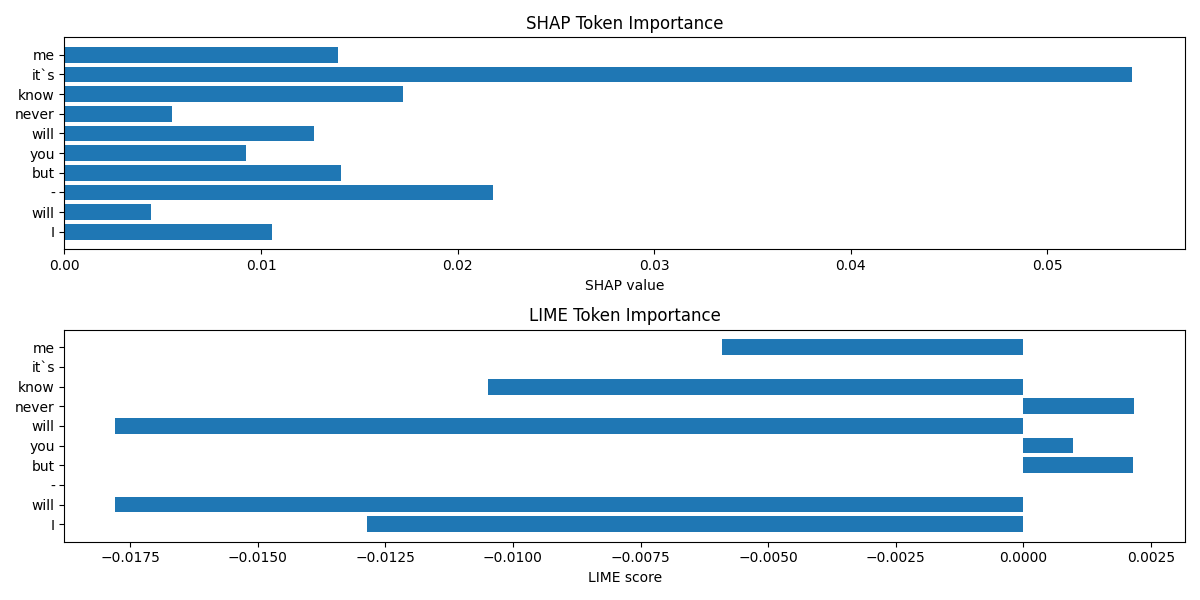 SHAP Token Importance
me
it`s
know
never
will
you
but
-
will
I
0.00 0.01 0.02 0.03 0.04 0.05
SHAP value
LIME Token Importance
me
it`s
know
never
will
you
but
-
will
I
−0.0175 −0.0150 −0.0125 −0.0100 −0.0075 −0.0050 −0.0025 0.0000 0.0025
LIME score